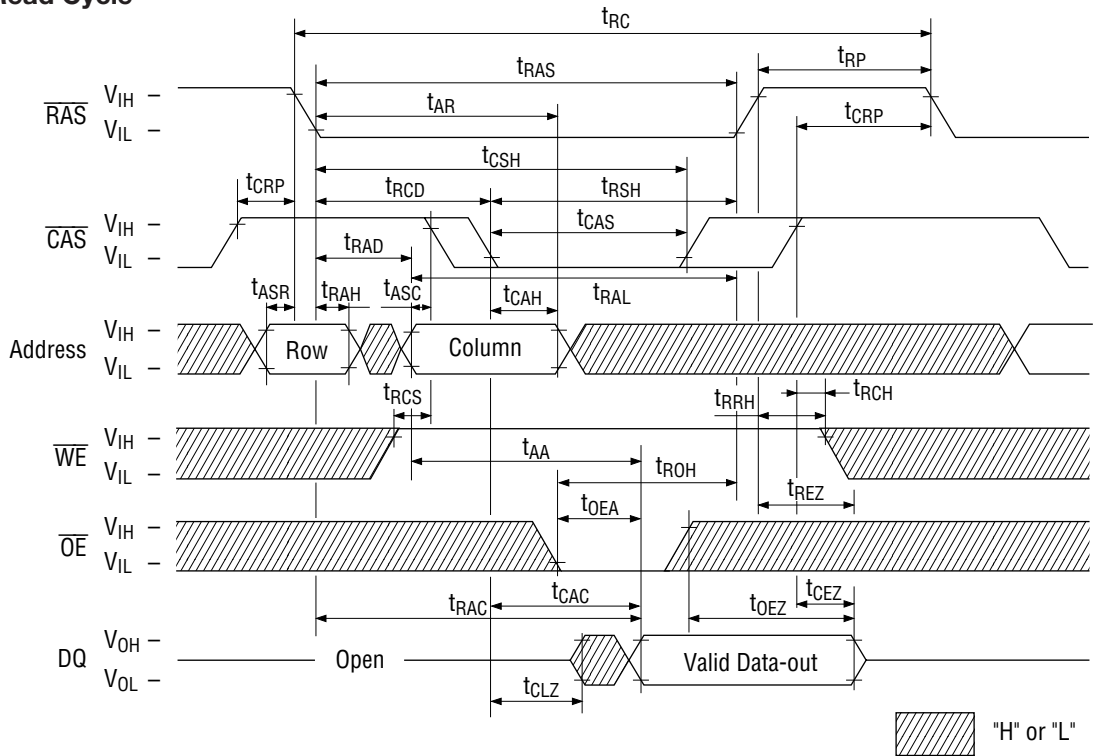 Read Cycle
tRC
tRAS
tRP
tAR
RAS
VIH –
VIL –
tCRP
tCSH
tCRP
tRCD
tRSH
CAS
VIH –
VIL –
tCAS
tRAD
tRAL
tASR
tRAH
tASC
tCAH
Address
VIH –
VIL –
Row
Column
tRCS
tRRH
tRCH
WE
VIH –
VIL –
tAA
tROH
tREZ
tOEA
OE
VIH –
VIL –
tCAC
tRAC
tOEZ
tCEZ
DQ
VOH –
VOL –
Open
Valid Data-out
tCLZ
"H" or "L"